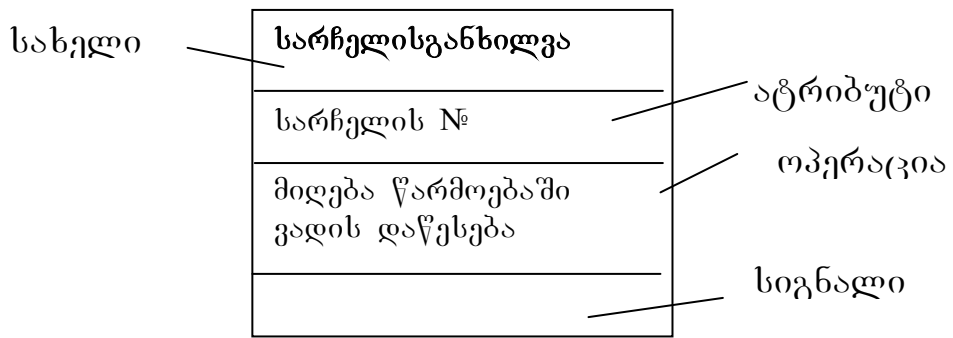 სახელი
სარჩელისგანხილვა
ატრიბუტი
სარჩელის №
ოპერაცია
მიღება წარმოებაში
ვადის დაწესება
სიგნალი